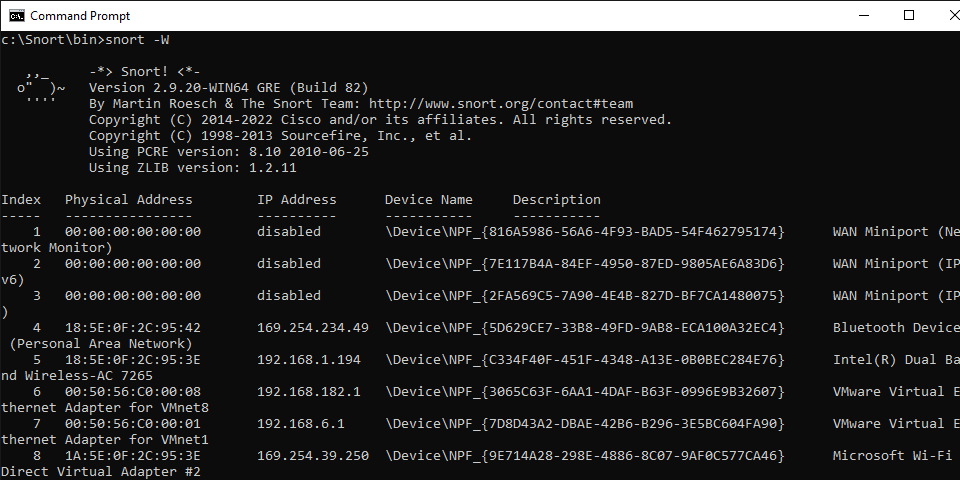 Command Prompt
c:\Snort\bin>snort -W
   ,,_     -*> Snort! <*-
  o"  )~   Version 2.9.20-WIN64 GRE (Build 82)
   ''''    By Martin Roesch & The Snort Team: http://www.snort.org/contact#team
           Copyright (C) 2014-2022 Cisco and/or its affiliates. All rights reserved.
           Copyright (C) 1998-2013 Sourcefire, Inc., et al.
           Using PCRE version: 8.10 2010-06-25
           Using ZLIB version: 1.2.11
Index   Physical Address        IP Address      Device Name     Description
-----   ----------------        ----------      -----------     -----------
    1   00:00:00:00:00:00       disabled        \Device\NPF_{816A5986-56A6-4F93-BAD5-54F462795174}      WAN Miniport (Ne
twork Monitor)
    2   00:00:00:00:00:00       disabled        \Device\NPF_{7E117B4A-84EF-4950-87ED-9805AE6A83D6}      WAN Miniport (IP
v6)
    3   00:00:00:00:00:00       disabled        \Device\NPF_{2FA569C5-7A90-4E4B-827D-BF7CA1480075}      WAN Miniport (IP
)
    4   18:5E:0F:2C:95:42       169.254.234.49  \Device\NPF_{5D629CE7-33B8-49FD-9AB8-ECA100A32EC4}      Bluetooth Device
 (Personal Area Network)
    5   18:5E:0F:2C:95:3E       192.168.1.194   \Device\NPF_{C334F40F-451F-4348-A13E-0B0BEC284E76}      Intel(R) Dual Ba
nd Wireless-AC 7265
    6   00:50:56:C0:00:08       192.168.182.1   \Device\NPF_{3065C63F-6AA1-4DAF-B63F-0996E9B32607}      VMware Virtual E
thernet Adapter for VMnet8
    7   00:50:56:C0:00:01       192.168.6.1     \Device\NPF_{7D8D43A2-DBAE-42B6-B296-3E5BC604FA90}      VMware Virtual E
thernet Adapter for VMnet1
    8   1A:5E:0F:2C:95:3E       169.254.39.250  \Device\NPF_{9E714A28-298E-4886-8C07-9AF0C577CA46}      Microsoft Wi-Fi
Direct Virtual Adapter #2